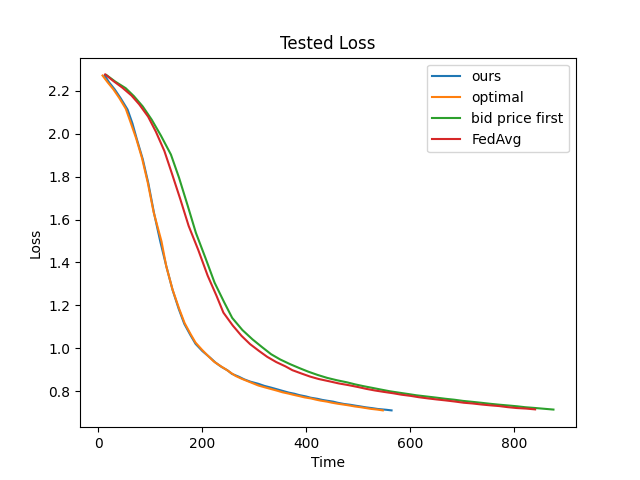 Tested Loss
ours
optimal
bid price first
FedAvg
2.2
2.0
1.8
1.6
1.4
1.2
1.0
0.8
Loss
0
200
400
600
800
Time